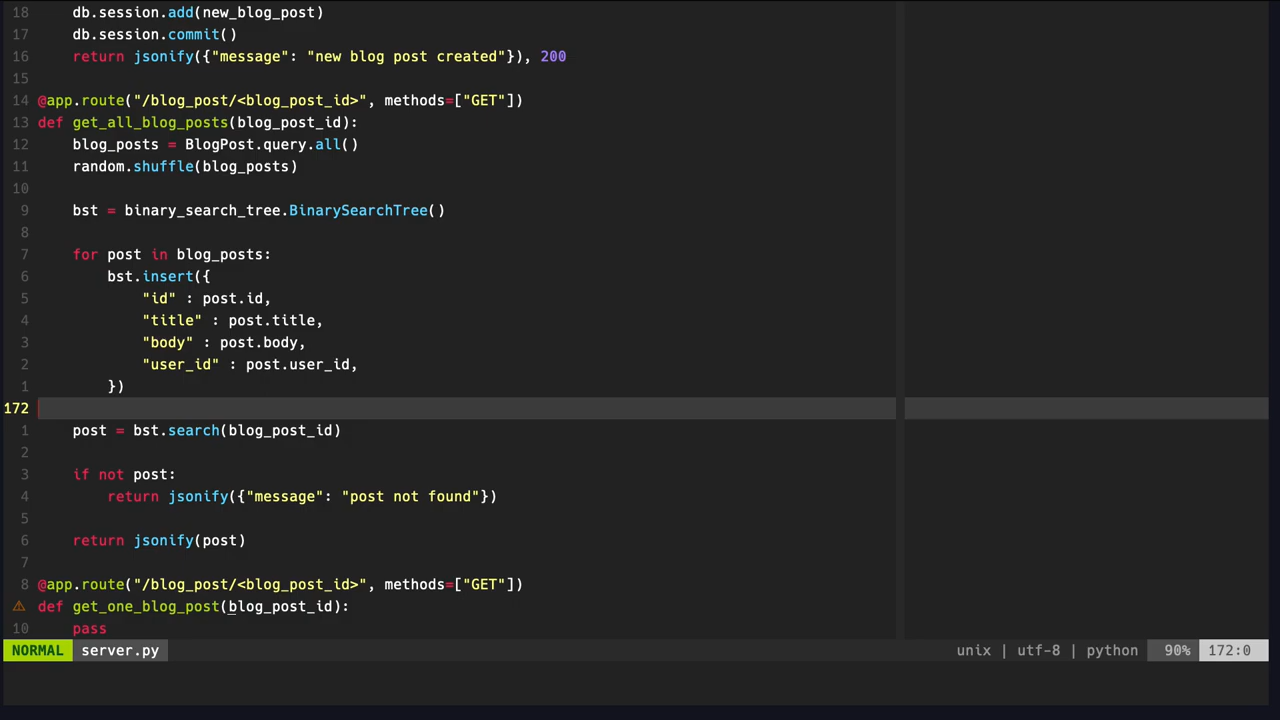 18     db.session.add(new_blog_post)
17     db.session.commit()
16     return jsonify({"message": "new blog post created"}), 200
15
14 @app.route("/blog_post/<blog_post_id>", methods=["GET"])
13 def get_all_blog_posts(blog_post_id):
12     blog_posts = BlogPost.query.all()
11     random.shuffle(blog_posts)
10
9     bst = binary_search_tree.BinarySearchTree()
8
7     for post in blog_posts:
6         bst.insert({
5             "id" : post.id,
4             "title" : post.title,
3             "body" : post.body,
2             "user_id" : post.user_id,
1         })
172
1     post = bst.search(blog_post_id)
2
3     if not post:
4         return jsonify({"message": "post not found"})
5
6     return jsonify(post)
7
8 @app.route("/blog_post/<blog_post_id>", methods=["GET"])
⚠ def get_one_blog_post(blog_post_id):
10     pass
NORMAL server.py unix | utf-8 | python 90% 172:0